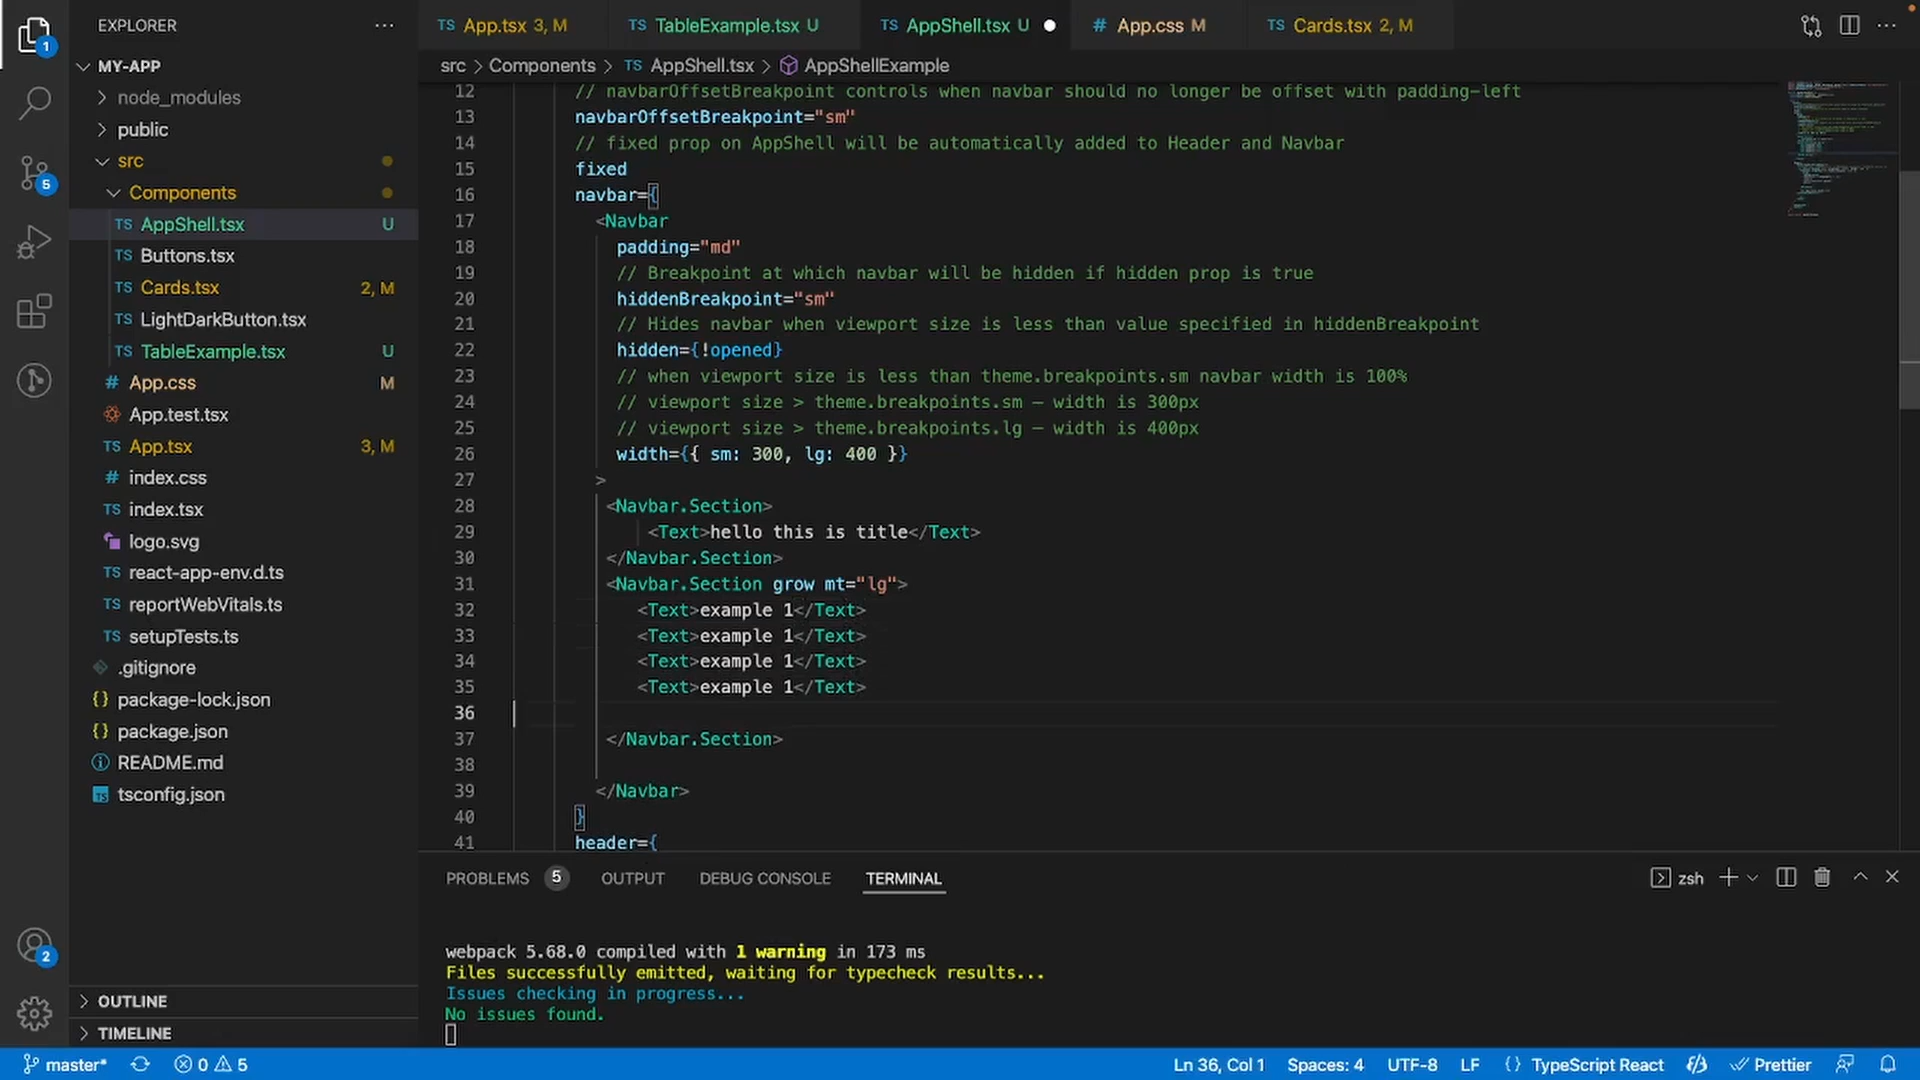 EXPLORER
MY-APP
node_modules
public
src
Components
TS AppShell.tsx U
TS Buttons.tsx
TS Cards.tsx 2, M
TS LightDarkButton.tsx
TS TableExample.tsx U
# App.css M
App.test.tsx
TS App.tsx 3, M
# index.css
TS index.tsx
logo.svg
TS react-app-env.d.ts
TS reportWebVitals.ts
TS setupTests.ts
.gitignore
{} package-lock.json
{} package.json
README.md
TS tsconfig.json
OUTLINE
TIMELINE
1
5
2
TS App.tsx 3, M
TS TableExample.tsx U
TS AppShell.tsx U
# App.css M
TS Cards.tsx 2, M
src > Components > TS AppShell.tsx > AppShellExample
12 // navbarOffsetBreakpoint controls when navbar should no longer be offset with padding-left
13 navbarOffsetBreakpoint="sm"
14 // fixed prop on AppShell will be automatically added to Header and Navbar
15 fixed
16 navbar={
17 <Navbar
18 padding="md"
19 // Breakpoint at which navbar will be hidden if hidden prop is true
20 hiddenBreakpoint="sm"
21 // Hides navbar when viewport size is less than value specified in hiddenBreakpoint
22 hidden={!opened}
23 // when viewport size is less than theme.breakpoints.sm navbar width is 100%
24 // viewport size > theme.breakpoints.sm – width is 300px
25 // viewport size > theme.breakpoints.lg – width is 400px
26 width={{ sm: 300, lg: 400 }}
27 >
28 <Navbar.Section>
29 <Text>hello this is title</Text>
30 </Navbar.Section>
31 <Navbar.Section grow mt="lg">
32 <Text>example 1</Text>
33 <Text>example 1</Text>
34 <Text>example 1</Text>
35 <Text>example 1</Text>
36
37 </Navbar.Section>
38
39 </Navbar>
40 }
41 header={
PROBLEMS 5 OUTPUT DEBUG CONSOLE TERMINAL
zsh
webpack 5.68.0 compiled with 1 warning in 173 ms
Files successfully emitted, waiting for typecheck results...
Issues checking in progress...
No issues found.
master* 0 5
Ln 36, Col 1 Spaces: 4 UTF-8 LF {} TypeScript React Prettier